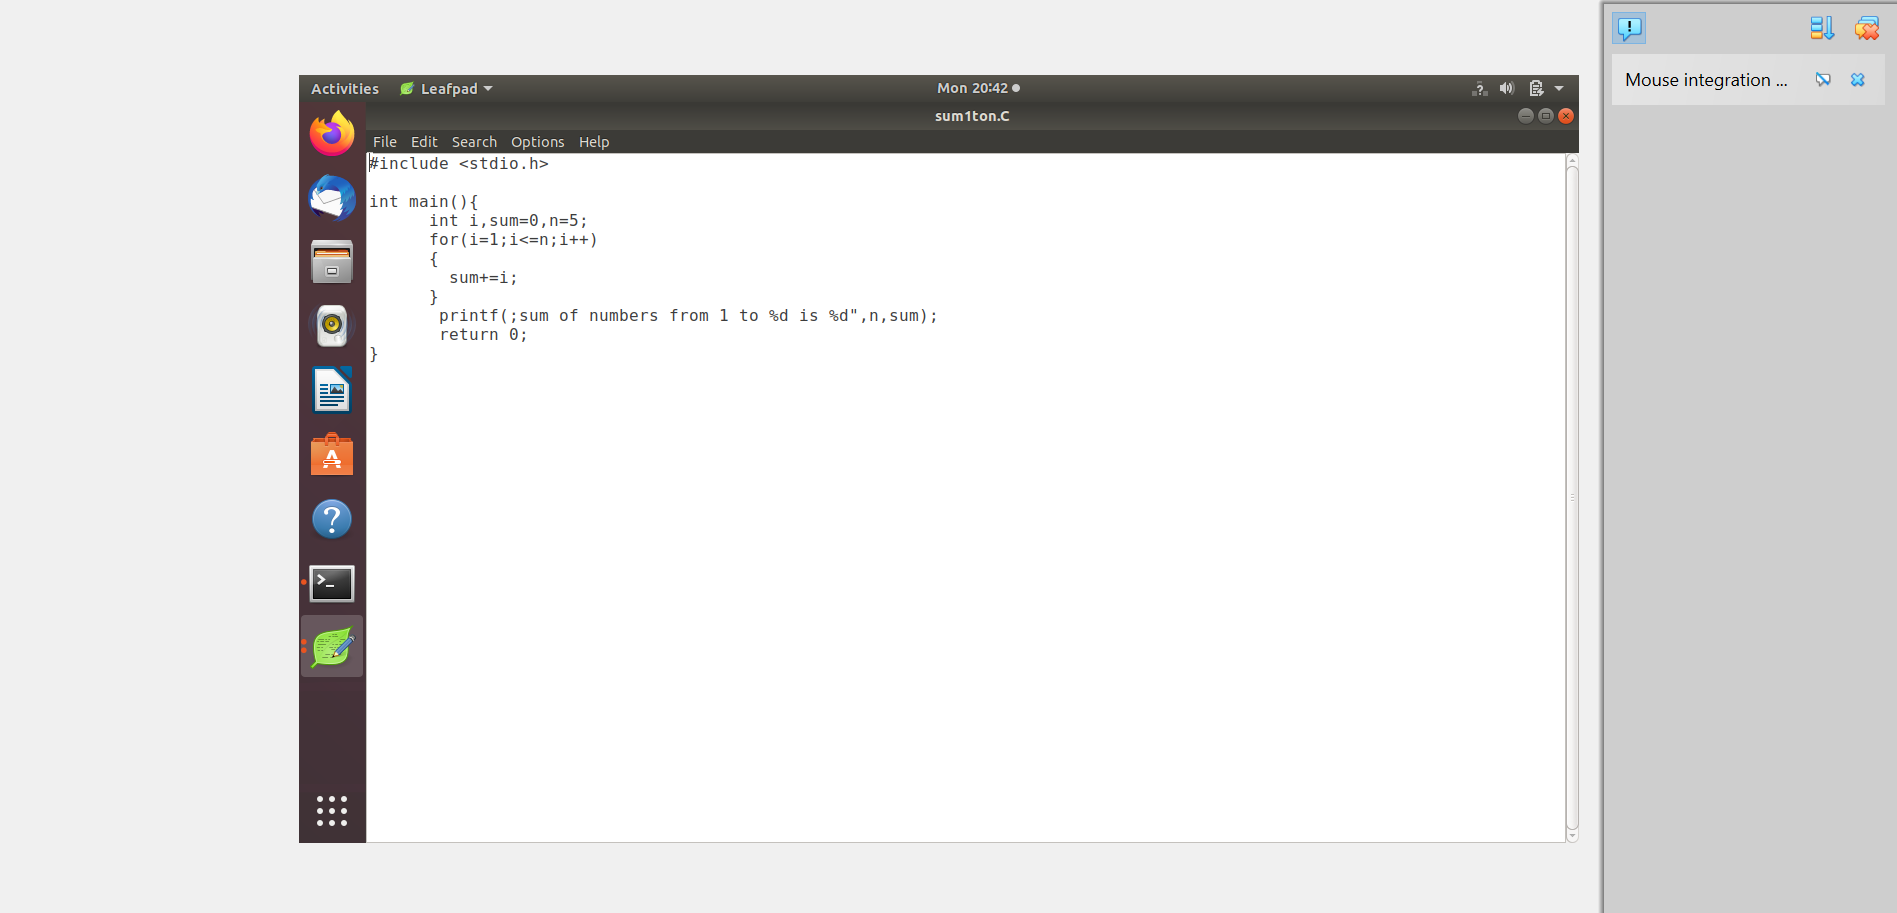 Activities Leafpad Mon 20:42
sum1ton.C
File Edit Search Options Help
#include <stdio.h>
int main(){
int i,sum=0,n=5;
for(i=1;i<=n;i++)
{
sum+=i;
}
printf(;sum of numbers from 1 to %d is %d",n,sum);
return 0;
}
Mouse integration ...